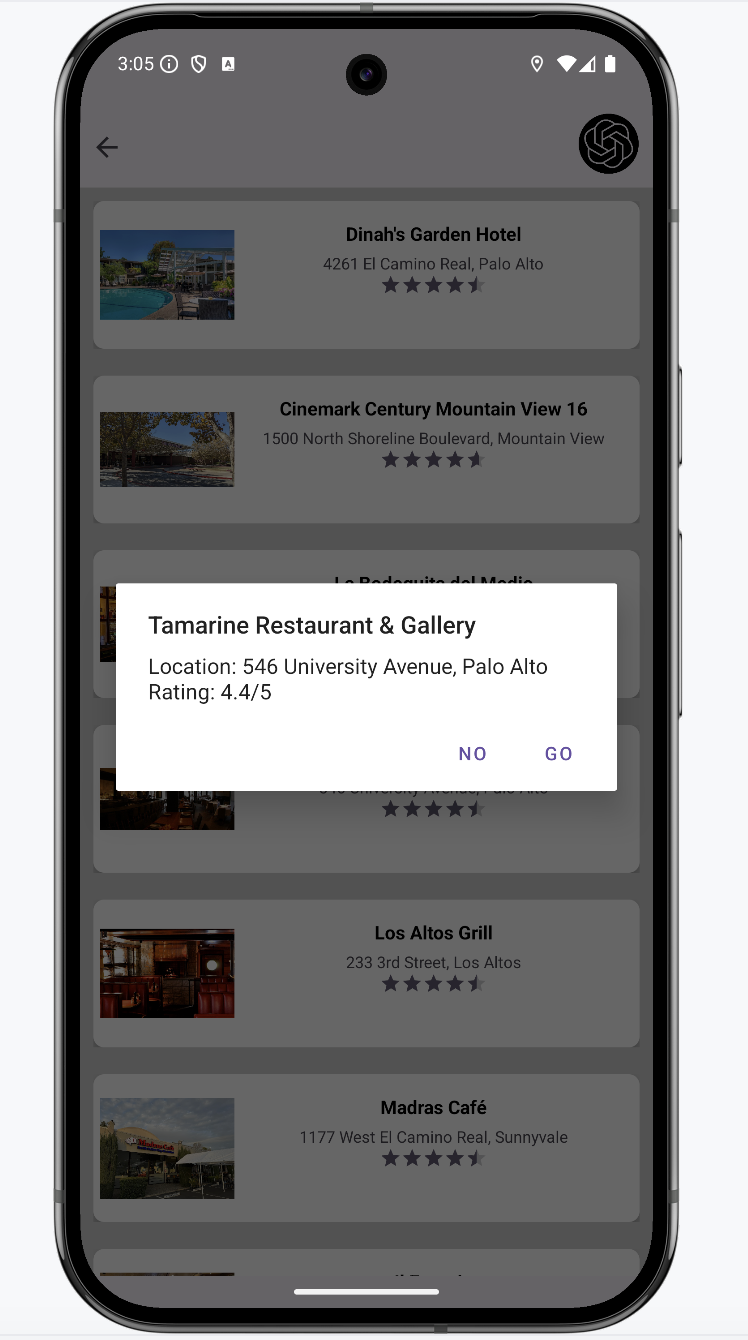 3:05
Dinah's Garden Hotel
4261 El Camino Real, Palo Alto
Cinemark Century Mountain View 16
1500 North Shoreline Boulevard, Mountain View
La Bodeguita del Medio
Tamarine Restaurant & Gallery
Location: 546 University Avenue, Palo Alto
Rating: 4.4/5
NO
GO
546 University Avenue, Palo Alto
Los Altos Grill
233 3rd Street, Los Altos
Madras Café
1177 West El Camino Real, Sunnyvale